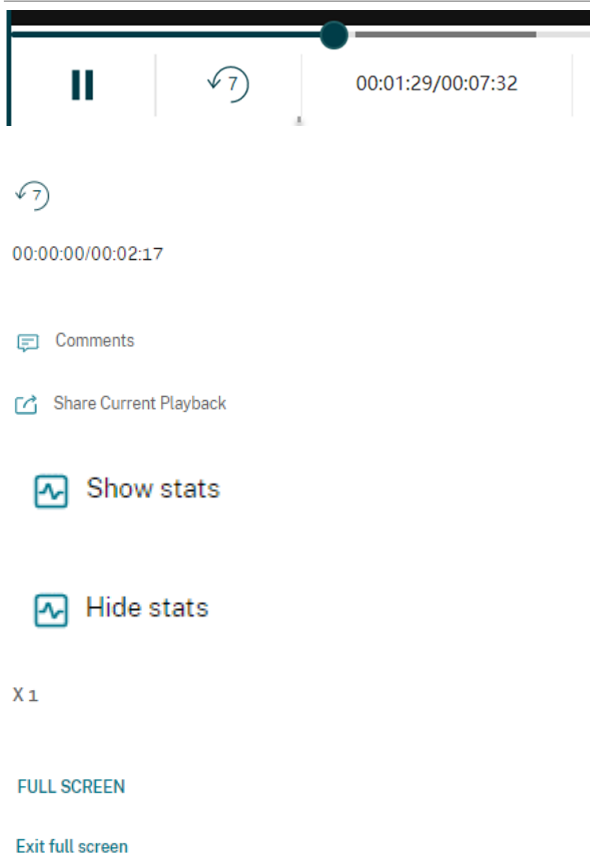 7
00:01:29/00:07:32
7
00:00:00/00:02:17
Comments
Share Current Playback
Show stats
Hide stats
X 1
FULL SCREEN
Exit full screen